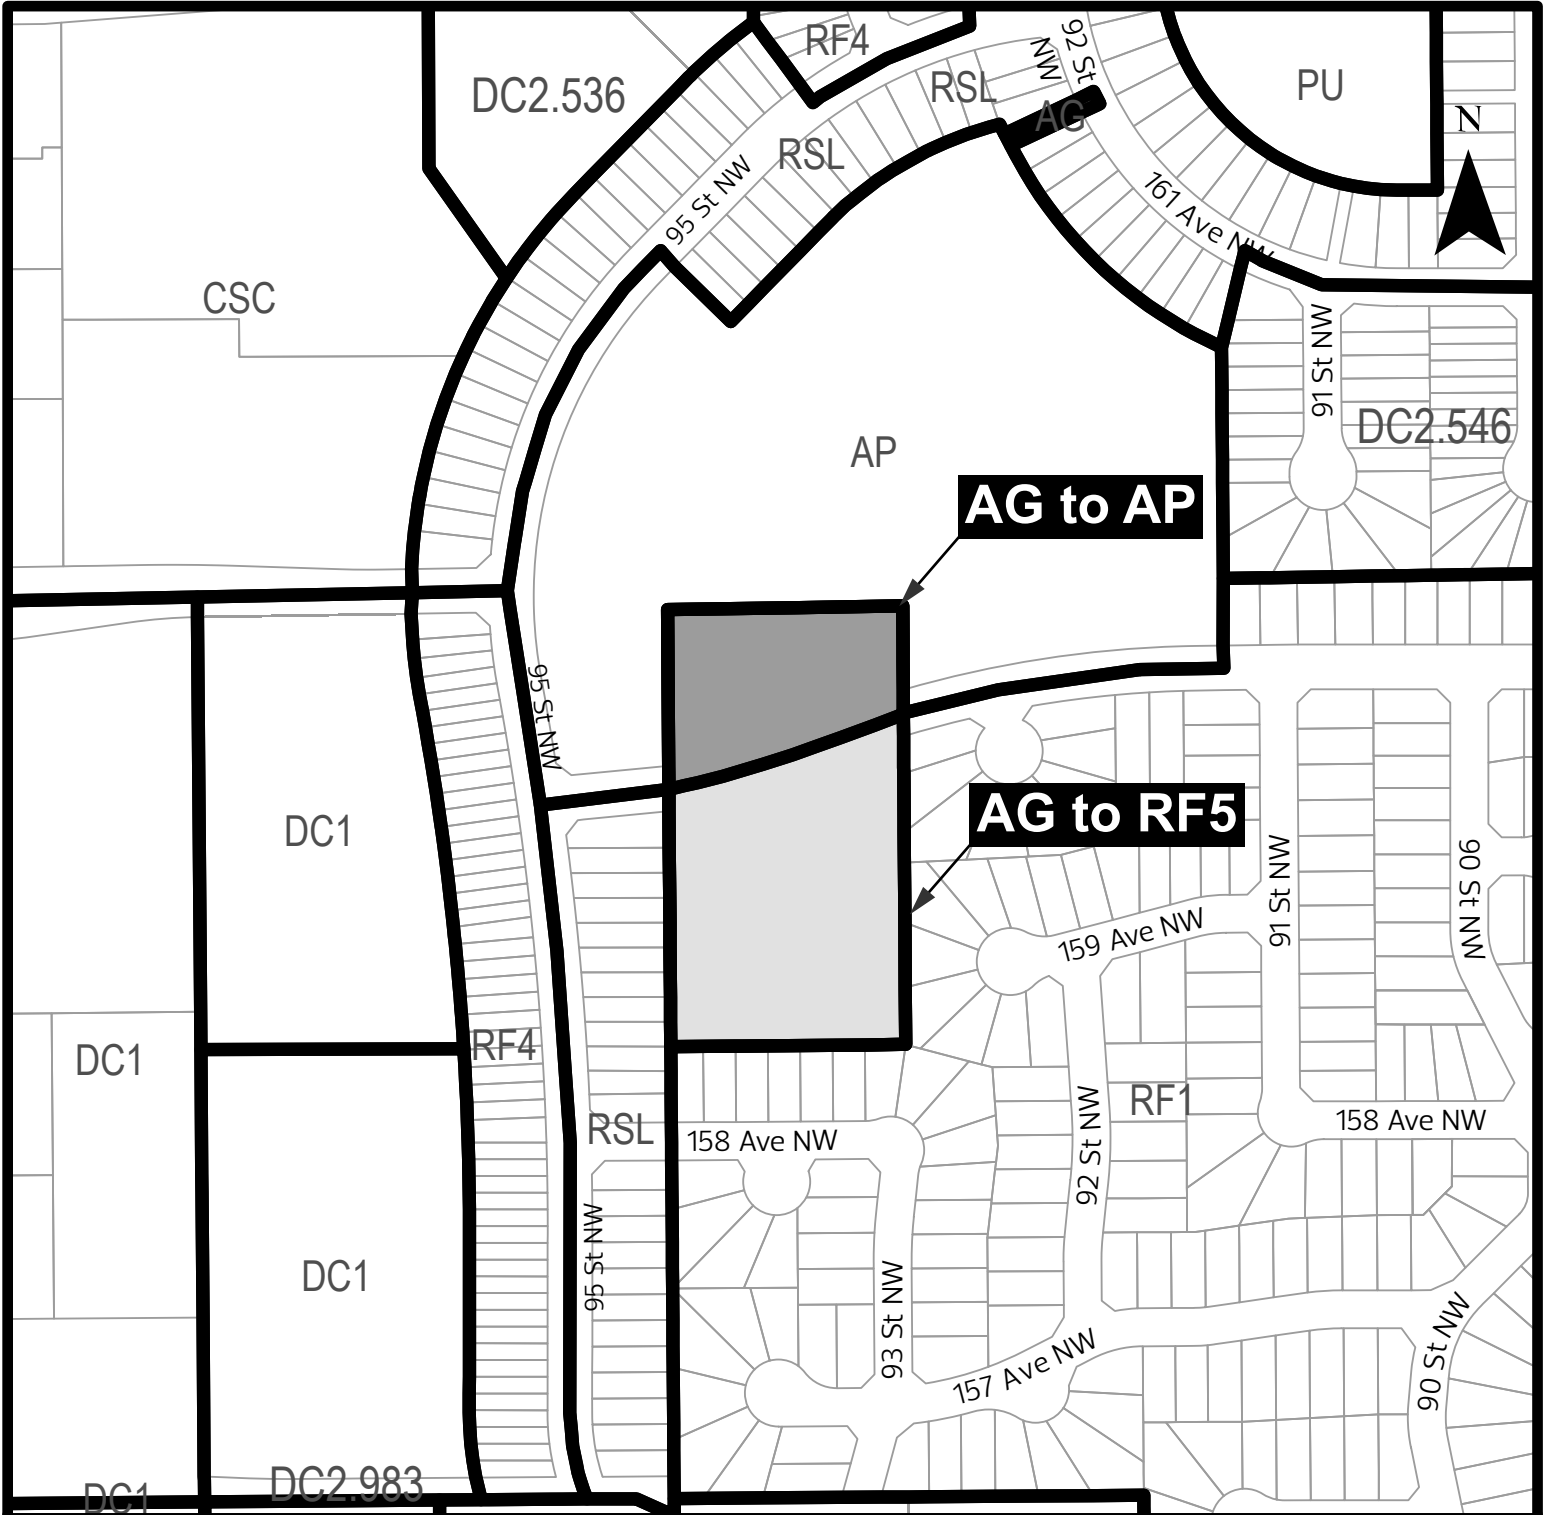 RF4
92 St
NW
DC2.536
RSL
PU
AG
N
RSL
95 St NW
161 Ave NW
CSC
91 St NW
DC2.546
AP
AG to AP
95 St NW
DC1
AG to RF5
90 St NW
91 St NW
159 Ave NW
RF4
DC1
RF1
RSL
158 Ave NW
158 Ave NW
92 St NW
95 St NW
DC1
93 St NW
157 Ave NW
90 St NW
DC2.983
DC1